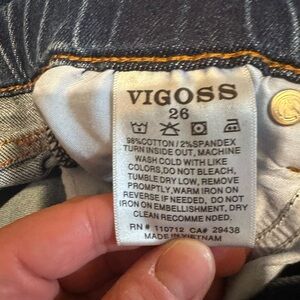 VIGOSS
26
98%COTTON / 2%SPANDEX
TURN INSIDE OUT, MACHINE
WASH COLD WITH LIKE
COLORS,DO NOT BLEACH,
TUMBLE DRY LOW, REMOVE
PROMPTLY,WARM IRON ON
REVERSE IF NEEDED, DO NOT
IRON ON EMBELLISHMENT, DRY
CLEAN RECOMMENDED.
RN # 110712 CA# 29438
MADE IN VIETNAM